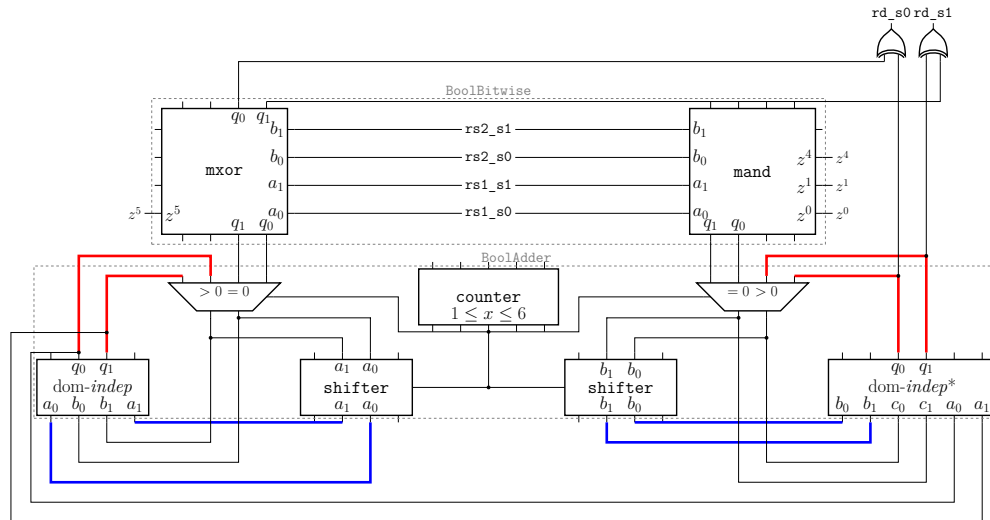 rd_s0 rd_s1
BoolBitwise
q₀ q₁
b₁ rs2_s1 b₁
b₀ rs2_s0 b₀ z⁴ z⁴
mxor mand
a₁ rs1_s1 a₁ z¹ z¹
z⁵ z⁵ a₀ rs1_s0 a₀ z⁰ z⁰
q₁ q₀ q₁ q₀
BoolAdder
> 0 = 0 counter = 0 > 0
1 ≤ x ≤ 6
q₀ q₁ a₁ a₀ b₁ b₀ q₀ q₁
dom-indep shifter shifter dom-indep*
a₀ b₀ b₁ a₁ a₁ a₀ b₁ b₀ b₀ b₁ c₀ c₁ a₀ a₁